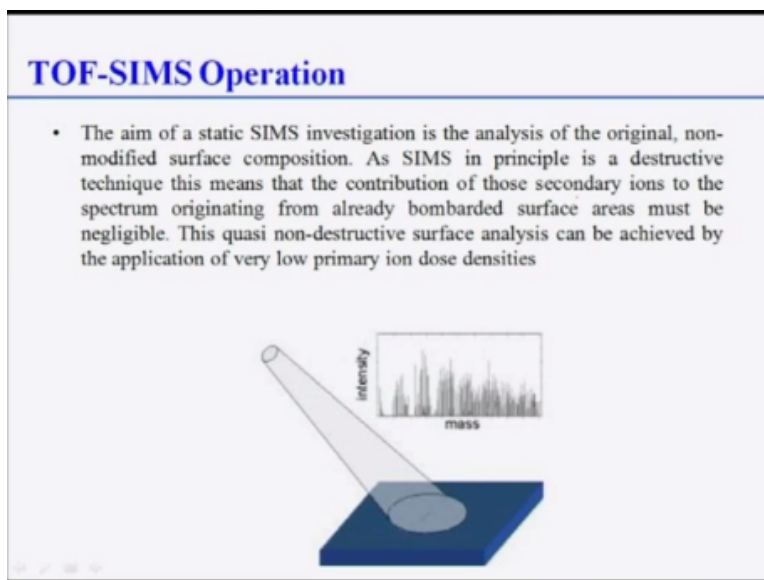 TOF-SIMS Operation
• The aim of a static SIMS investigation is the analysis of the original, non-
modified surface composition. As SIMS in principle is a destructive
technique this means that the contribution of those secondary ions to the
spectrum originating from already bombarded surface areas must be
negligible. This quasi non-destructive surface analysis can be achieved by
the application of very low primary ion dose densities
intensity
mass